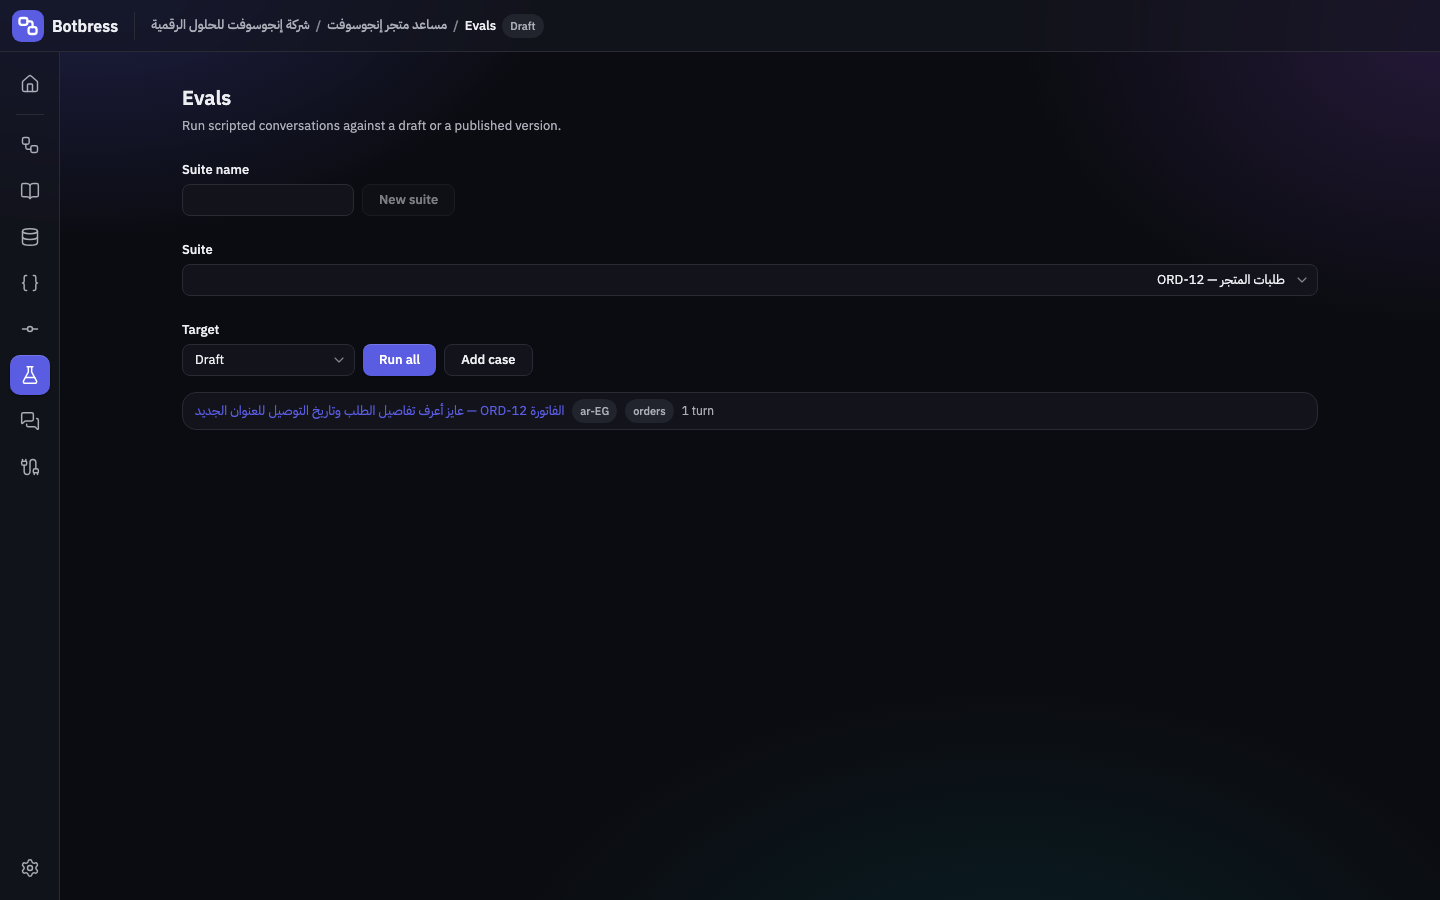 Botbress
شركة إنجوسوفت للحلول الرقمية / مساعد متجر إنجوسوفت / Evals Draft
Evals
Run scripted conversations against a draft or a published version.
Suite name
New suite
Suite
طلبات المتجر — ORD-12
Target
Draft Run all Add case
الفاتورة ORD-12 — عايز أعرف تفاصيل الطلب وتاريخ التوصيل للعنوان الجديد ar-EG orders 1 turn